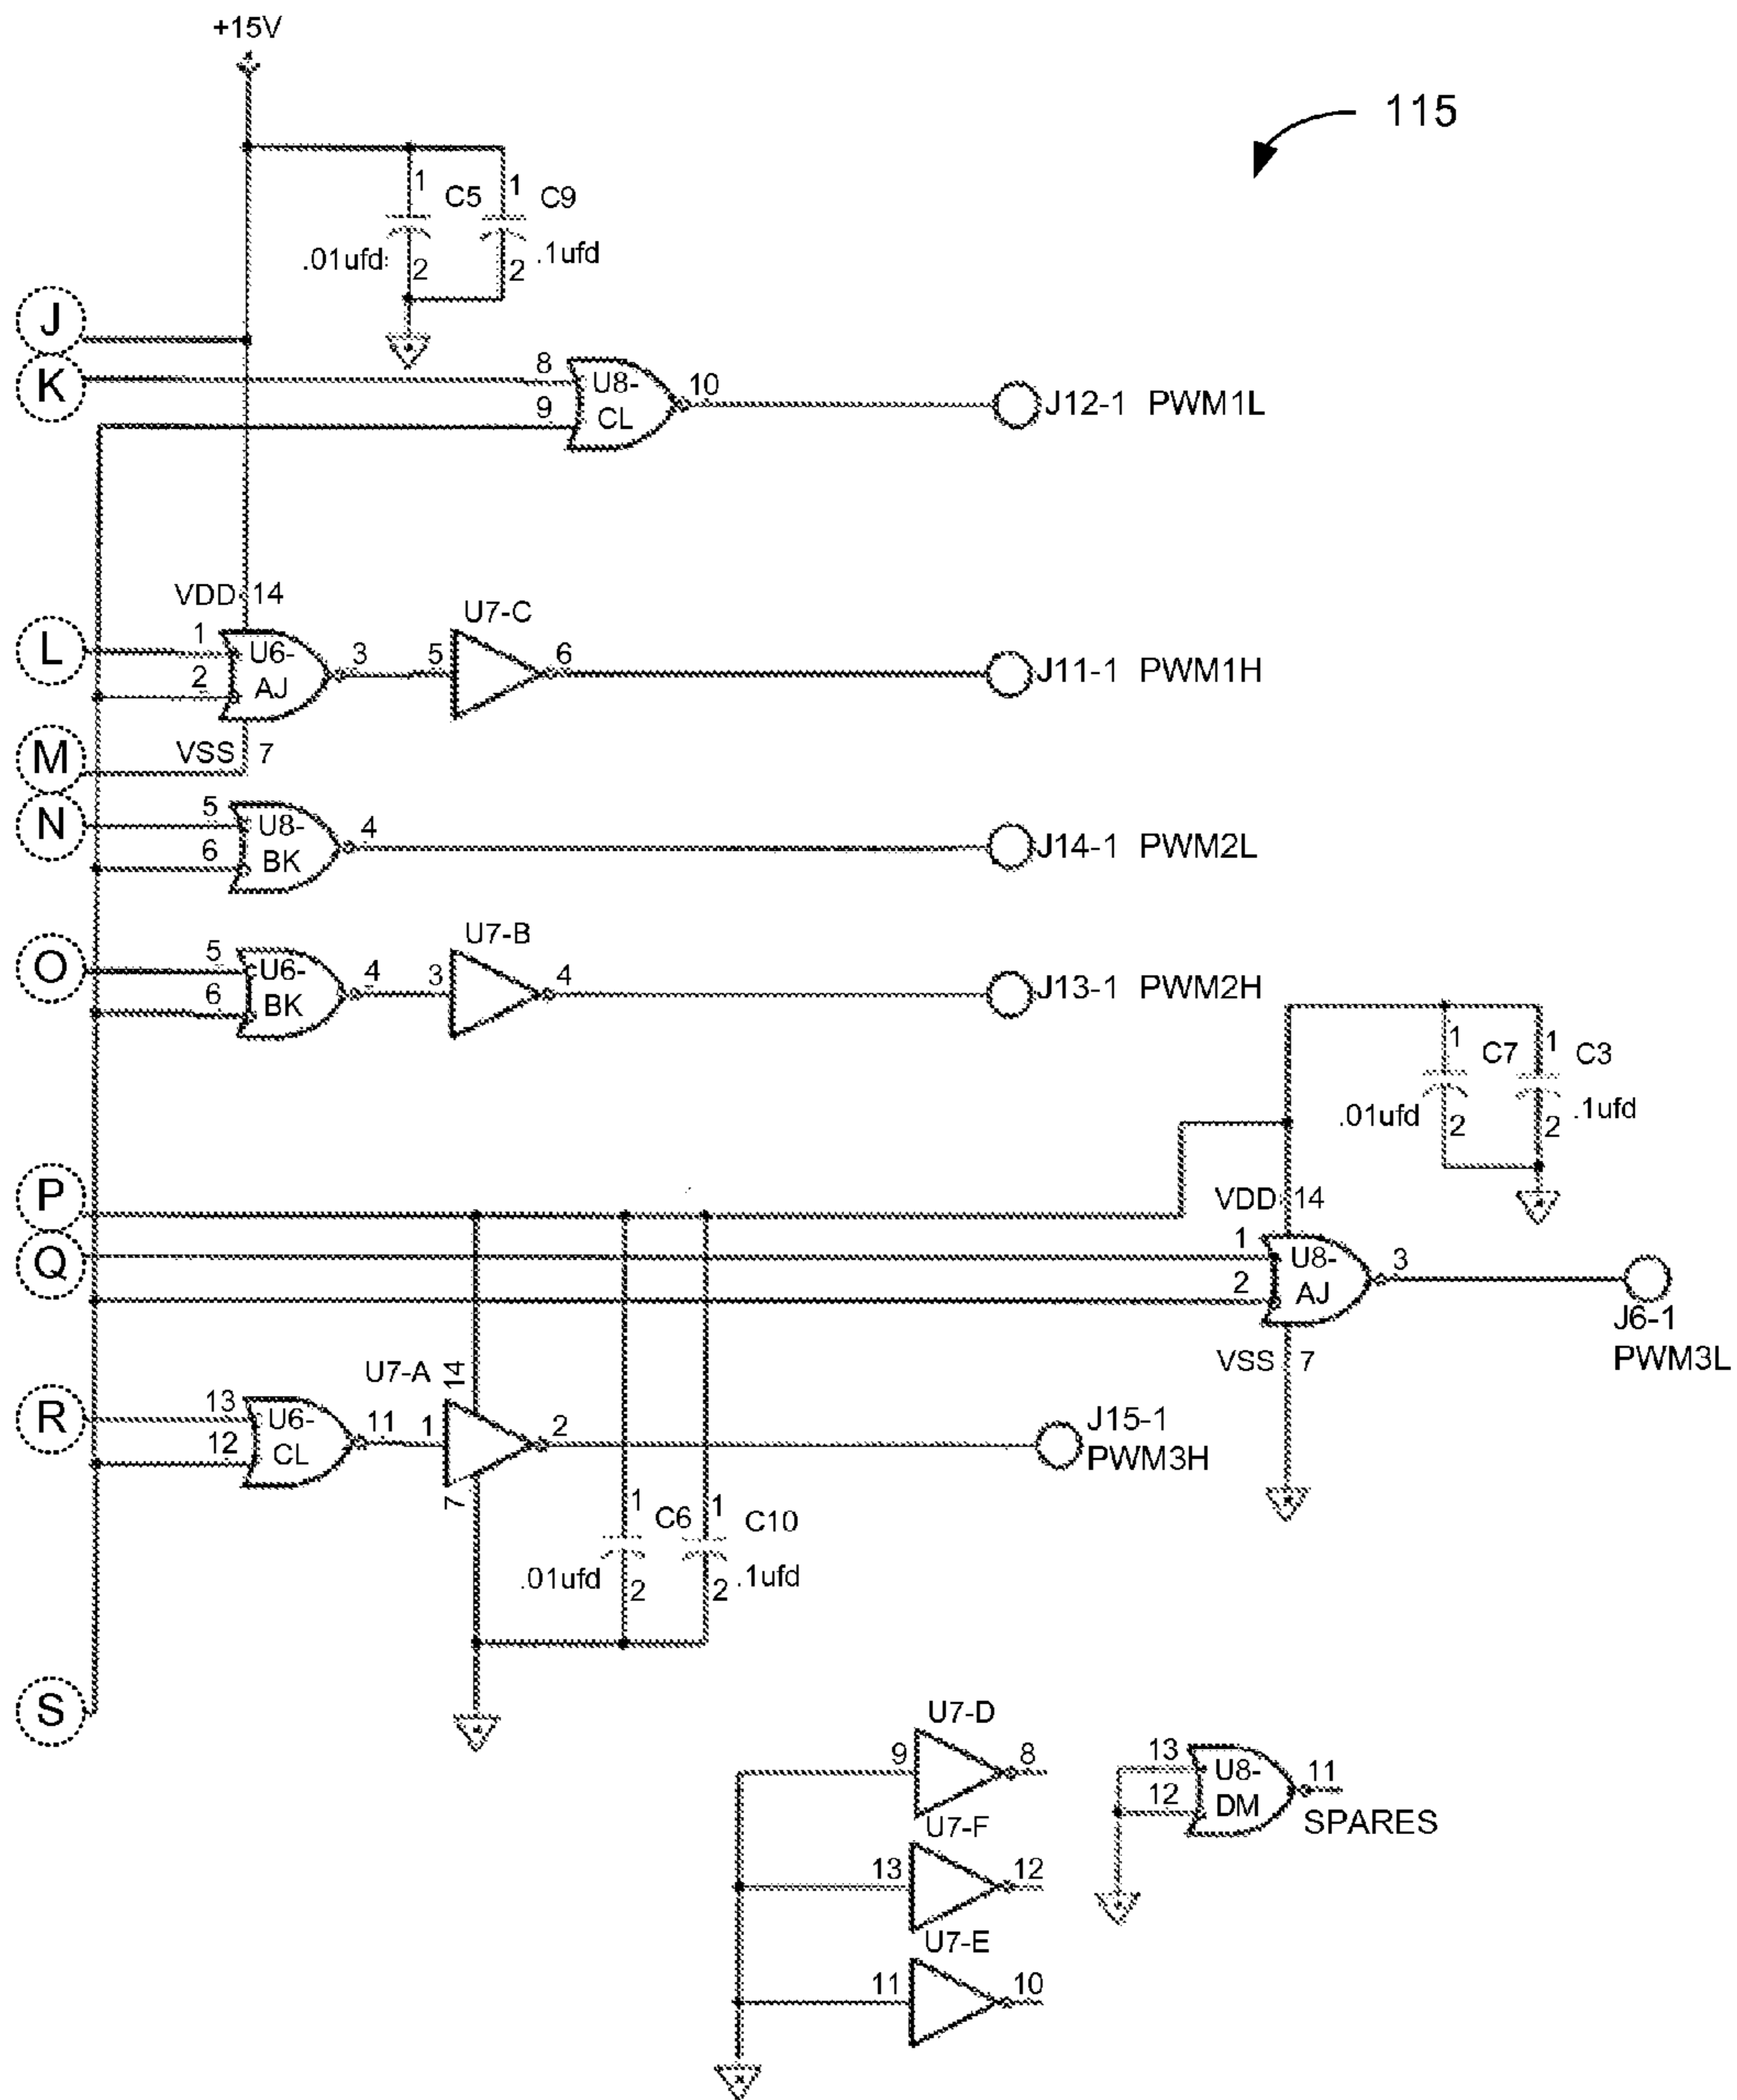 +15V
115
1 C5 1 C9
.01ufd 2 2 .1ufd
J
K 8 U8- 10 J12-1 PWM1L
9 CL
VDD 14
U7-C
L 1 U6- 3 5 6 J11-1 PWM1H
2 AJ
M VSS 7
N 5 U8- 4 J14-1 PWM2L
6 BK
U7-B
O 5 U6- 4 3 4 J13-1 PWM2H
6 BK
1 C7 1 C3
.01ufd 2 2 .1ufd
P VDD 14
Q 1 U8- 3
2 AJ
J6-1
PWM3L
VSS 7
U7-A 14
R 13 U6- 11 1 2 J15-1
12 CL PWM3H
7
1 C6 1 C10
.01ufd 2 2 .1ufd
S
U7-D
9 8
13 U8- 11
12 DM SPARES
U7-F
13 12
U7-E
11 10